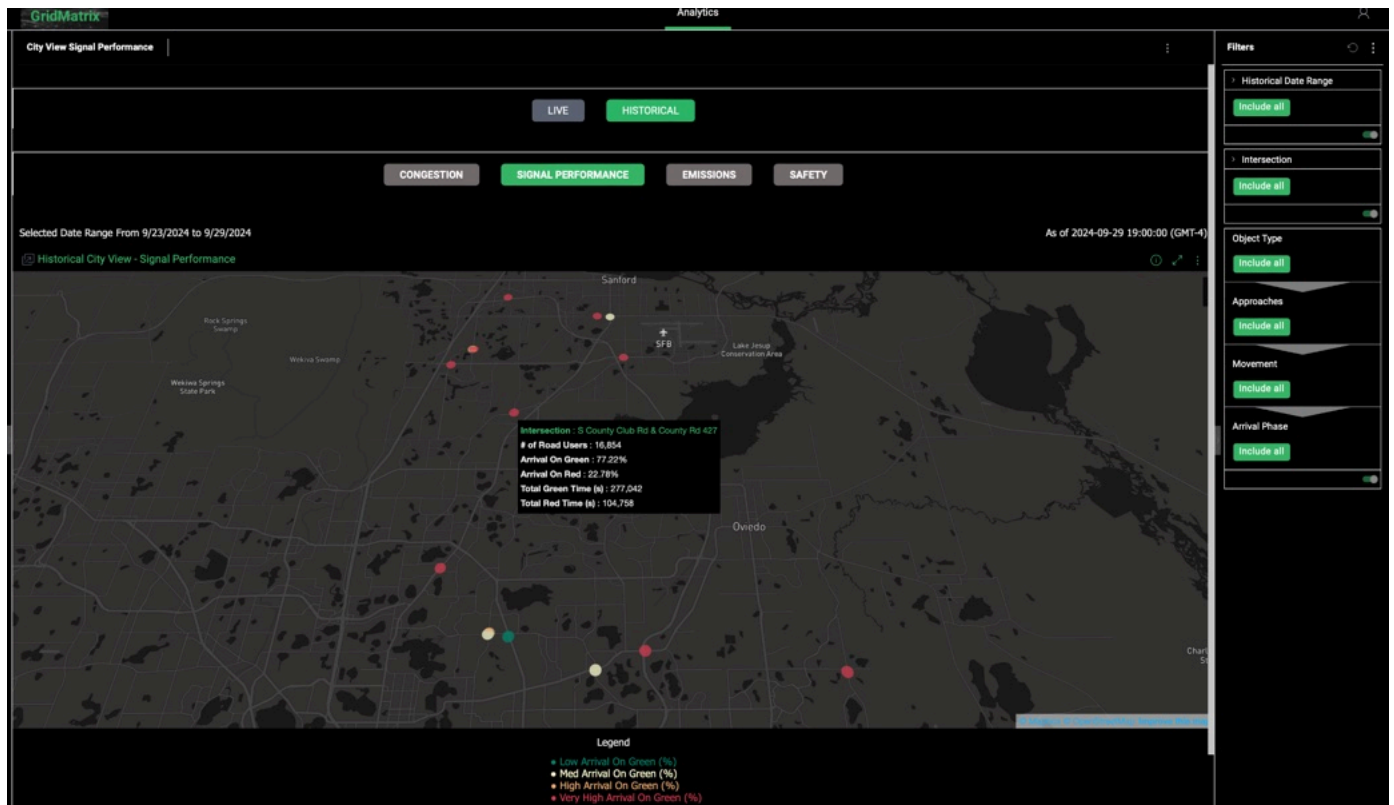 GridMatrix
Analytics
City View Signal Performance
Filters
Historical Date Range
Include all
LIVE
HISTORICAL
Intersection
Include all
CONGESTION
SIGNAL PERFORMANCE
EMISSIONS
SAFETY
Selected Date Range From 9/23/2024 to 9/29/2024
As of 2024-09-29 19:00:00 (GMT-4)
Object Type
Include all
Historical City View - Signal Performance
Approaches
Include all
Movement
Include all
Arrival Phase
Include all
Sanford
Rock Springs
Swamp
SFB
Lake Jesup
Conservation Area
Wekiva Swamp
Wekiwa Springs
State Park
Intersection : S County Club Rd & County Rd 427
# of Road Users : 16,854
Arrival On Green : 77.22%
Arrival On Red : 22.78%
Total Green Time (s) : 277,042
Total Red Time (s) : 104,758
Oviedo
© Mapbox © OpenStreetMap Improve this map
Legend
Low Arrival On Green (%)
Med Arrival On Green (%)
High Arrival On Green (%)
Very High Arrival On Green (%)